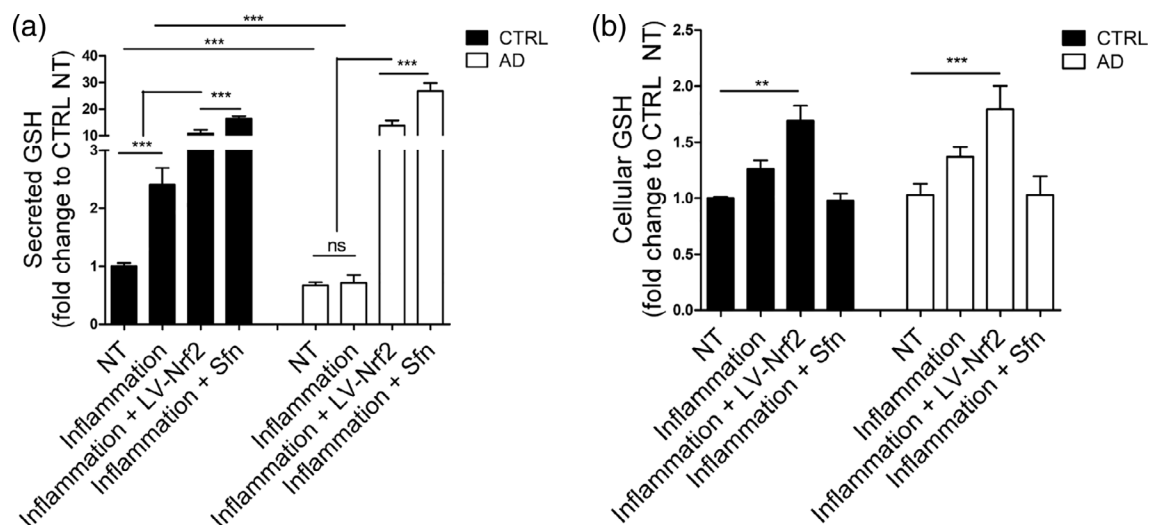 (a)
***
***
***
***
***
ns
CTRL
AD
Secreted GSH
(fold change to CTRL NT)
40
30
20
10
3
2
1
0
NT
Inflammation
Inflammation + LV-Nrf2
Inflammation + Sfn
NT
Inflammation
Inflammation + LV-Nrf2
Inflammation + Sfn
(b)
CTRL
AD
**
***
Cellular GSH
(fold change to CTRL NT)
2.5
2.0
1.5
1.0
0.5
0.0
NT
Inflammation
Inflammation + LV-Nrf2
Inflammation + Sfn
NT
Inflammation
Inflammation + LV-Nrf2
Inflammation + Sfn